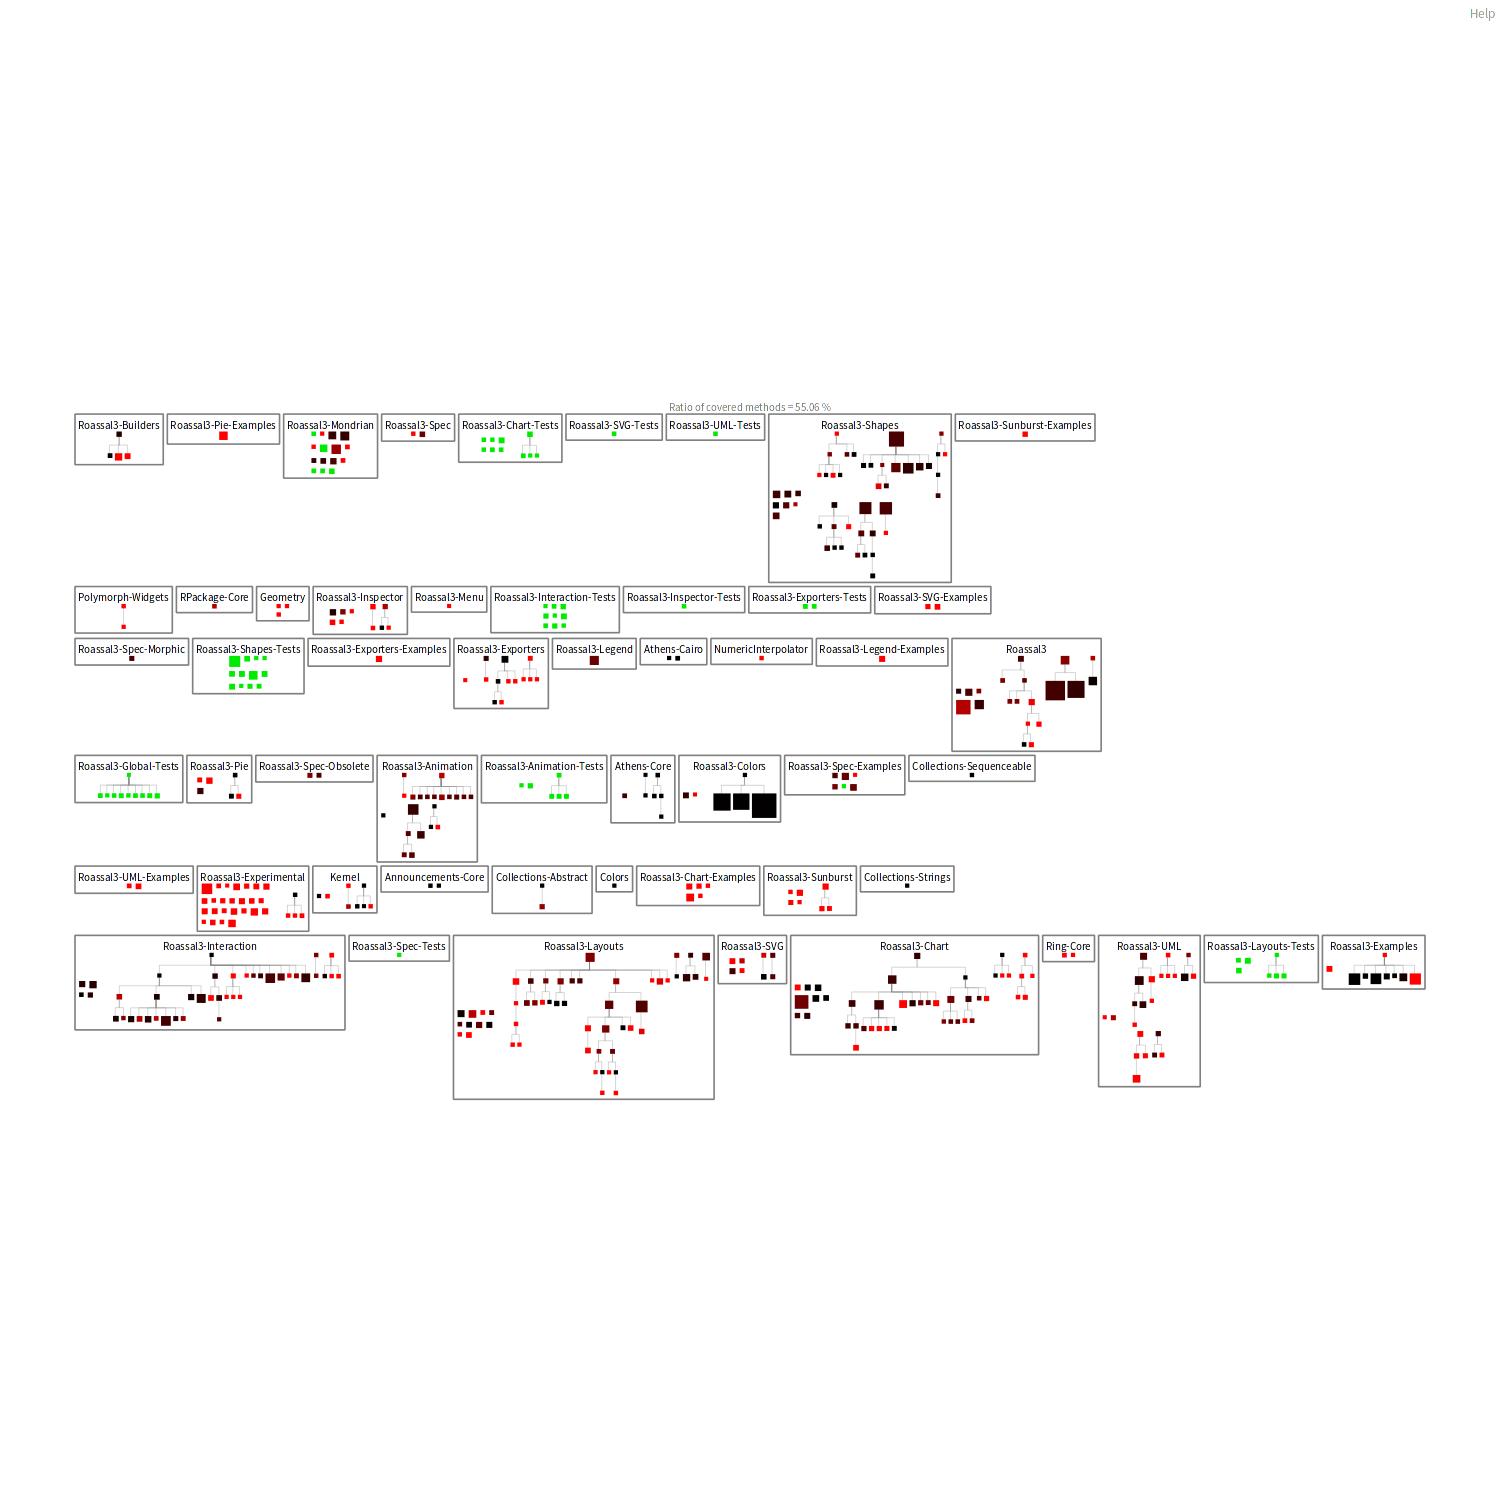 Help
Ratio of covered methods = 55.06 %
Roassal3-Builders
Roassal3-Pie-Examples
Roassal3-Mondrian
Roassal3-Spec
Roassal3-Chart-Tests
Roassal3-SVG-Tests
Roassal3-UML-Tests
Roassal3-Shapes
Roassal3-Sunburst-Examples
Polymorph-Widgets
RPackage-Core
Geometry
Roassal3-Inspector
Roassal3-Menu
Roassal3-Interaction-Tests
Roassal3-Inspector-Tests
Roassal3-Exporters-Tests
Roassal3-SVG-Examples
Roassal3-Spec-Morphic
Roassal3-Shapes-Tests
Roassal3-Exporters-Examples
Roassal3-Exporters
Roassal3-Legend
Athens-Cairo
NumericInterpolator
Roassal3-Legend-Examples
Roassal3
Roassal3-Global-Tests
Roassal3-Pie
Roassal3-Spec-Obsolete
Roassal3-Animation
Roassal3-Animation-Tests
Athens-Core
Roassal3-Colors
Roassal3-Spec-Examples
Collections-Sequenceable
Roassal3-UML-Examples
Roassal3-Experimental
Kernel
Announcements-Core
Collections-Abstract
Colors
Roassal3-Chart-Examples
Roassal3-Sunburst
Collections-Strings
Roassal3-Interaction
Roassal3-Spec-Tests
Roassal3-Layouts
Roassal3-SVG
Roassal3-Chart
Ring-Core
Roassal3-UML
Roassal3-Layouts-Tests
Roassal3-Examples